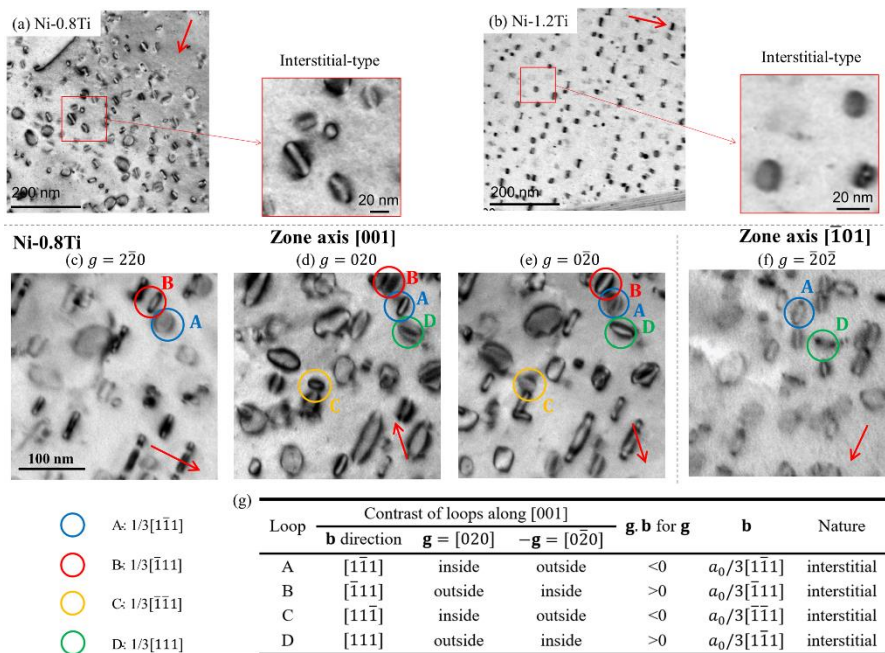 (a) Ni-0.8Ti
Interstitial-type
200 nm
20 nm
(b) Ni-1.2Ti
Interstitial-type
200 nm
20 nm
Ni-0.8Ti
Zone axis [001]
Zone axis [1̄01]
(c) g = 22̄0
(d) g = 020
(e) g = 02̄0
(f) g = 2̄02̄
B
A
100 nm
B
A
D
C
B
A
D
C
A
D
A: 1/3[11̄1]
B: 1/3[1̄11]
C: 1/3[1̄1̄1]
D: 1/3[111]
(g)
Loop Contrast of loops along [001] g. b for g b Nature
b direction g = [020] −g = [02̄0]
A [11̄1] inside outside <0 a₀/3[11̄1] interstitial
B [1̄11] outside inside >0 a₀/3[1̄11] interstitial
C [111̄] inside outside <0 a₀/3[1̄1̄1] interstitial
D [111] outside inside >0 a₀/3[11̄1] interstitial